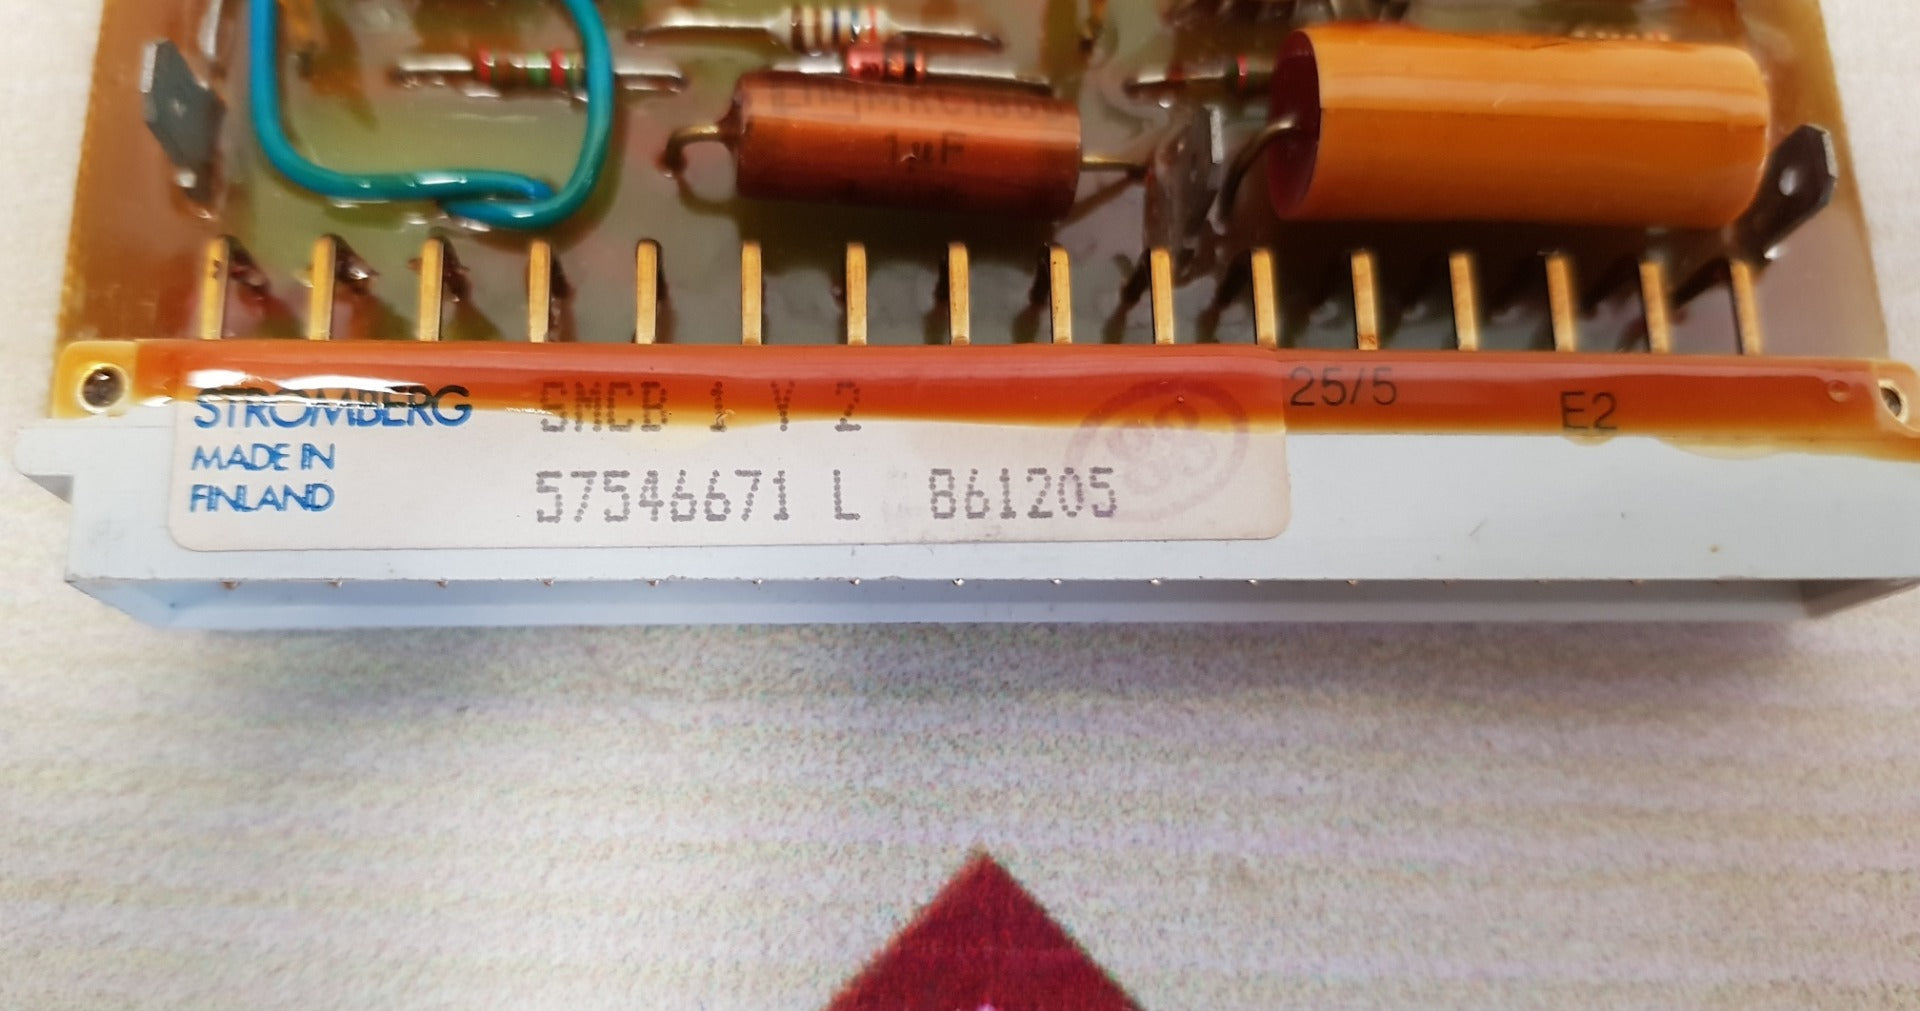 1µF
STROMBERG SMCB 1 Y 2 25/5 E2
MADE IN
FINLAND 57546671 L 861205